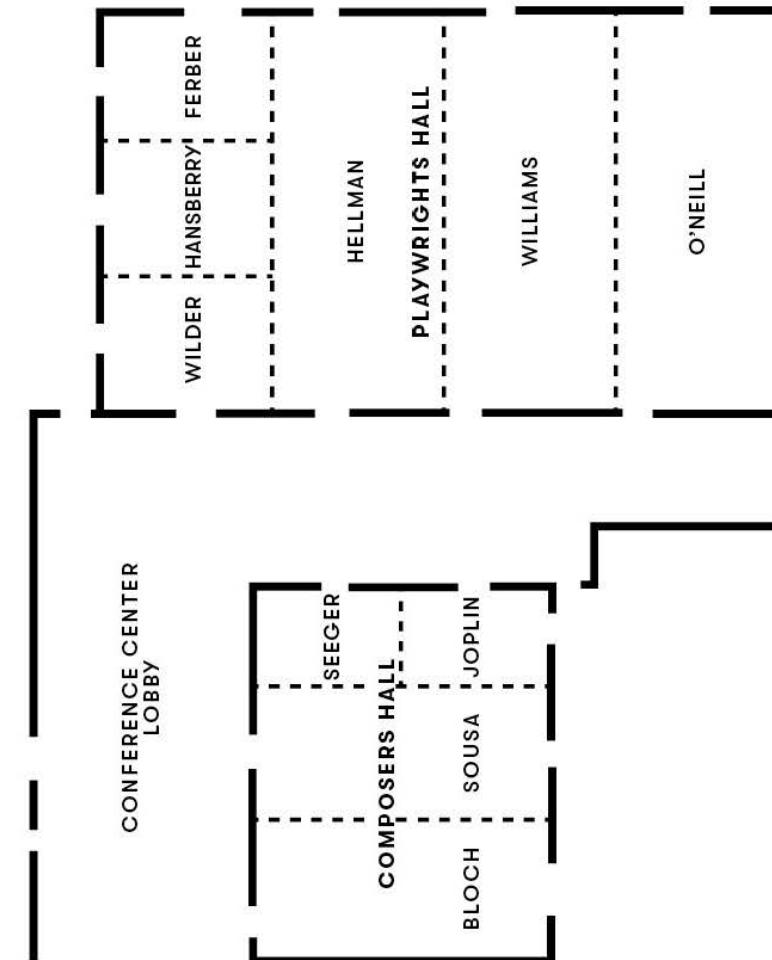 FERBER
HANSBERRY
WILDER
HELLMAN
PLAYWRIGHTS HALL
WILLIAMS
O'NEILL
CONFERENCE CENTER
LOBBY
SEEGER
JOPLIN
COMPOSERS HALL
SOUSA
BLOCH